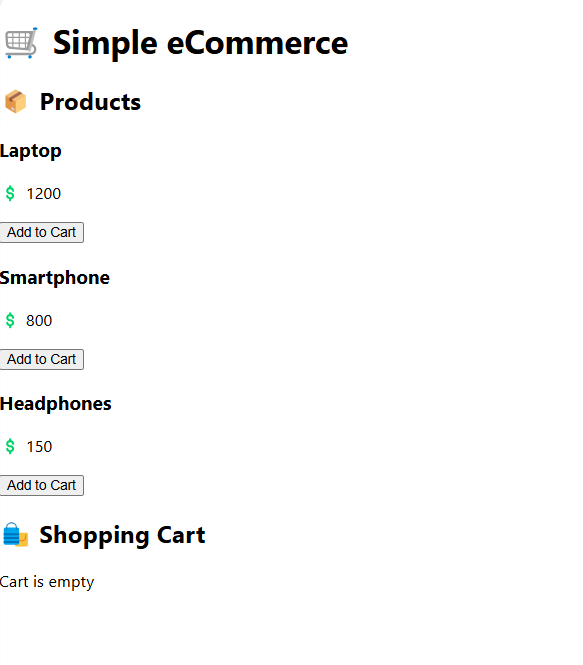 🛒 Simple eCommerce
📦 Products
Laptop
💲 1200
Add to Cart
Smartphone
💲 800
Add to Cart
Headphones
💲 150
Add to Cart
🛍️ Shopping Cart
Cart is empty